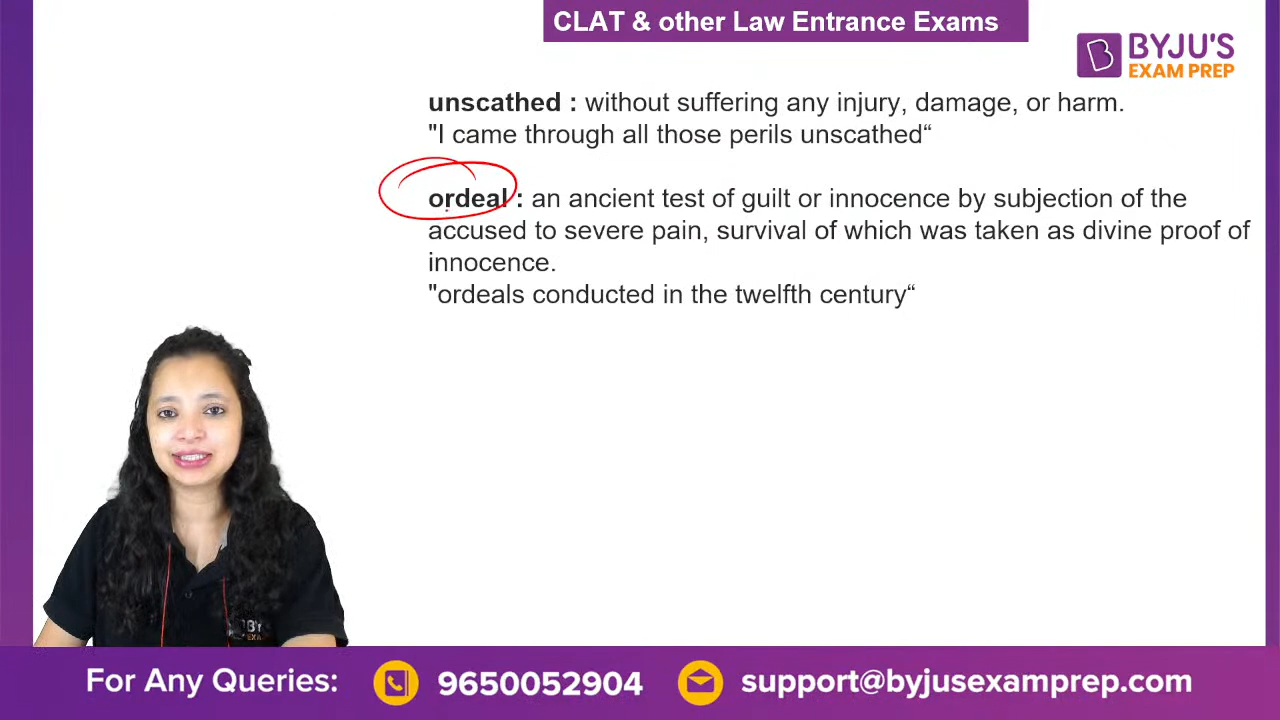 CLAT & other Law Entrance Exams
BYJU'S
EXAM PREP
unscathed : without suffering any injury, damage, or harm.
"I came through all those perils unscathed“
ordeal : an ancient test of guilt or innocence by subjection of the
accused to severe pain, survival of which was taken as divine proof of
innocence.
"ordeals conducted in the twelfth century“
For Any Queries: 9650052904 support@byjusexamprep.com